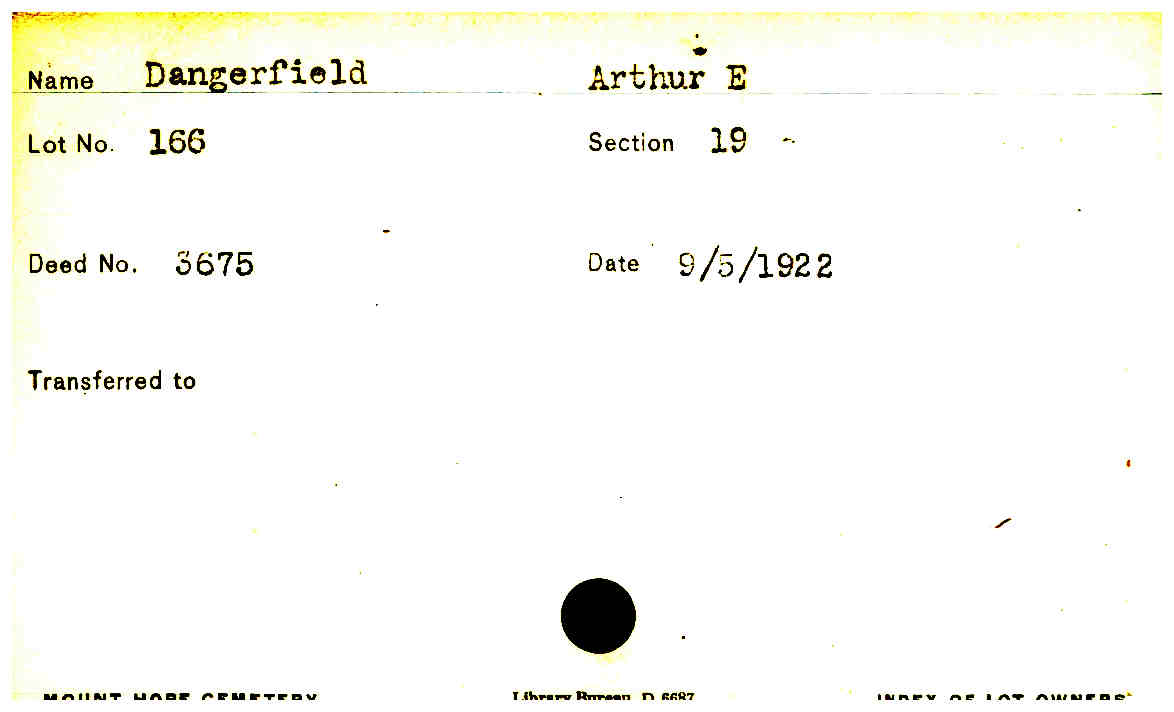 Name Dangerfield Arthur E
Lot No. 166 Section 19
Deed No. 3675 Date 9/5/1922
Transferred to
MOUNT HOPE CEMETERY Library Bureau D 6687 INDEX OF LOT OWNERS